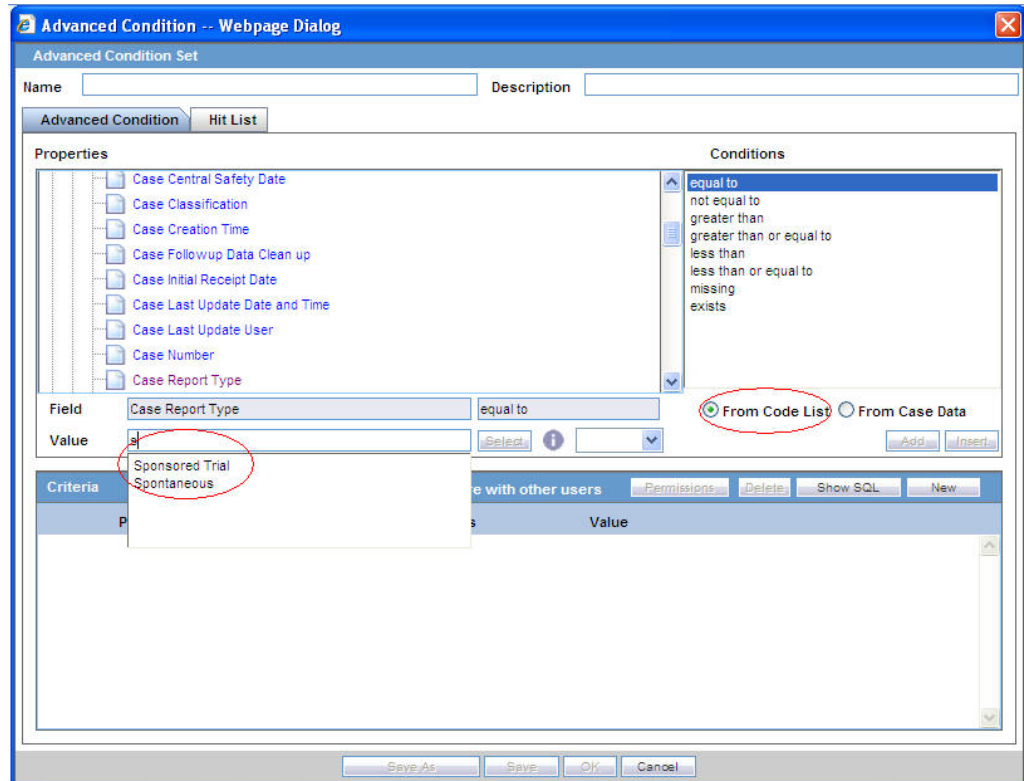 Advanced Condition -- Webpage Dialog
Advanced Condition Set
Name Description
Advanced Condition Hit List
Properties Conditions
Case Central Safety Date
Case Classification
Case Creation Time
Case Followup Data Clean up
Case Initial Receipt Date
Case Last Update Date and Time
Case Last Update User
Case Number
Case Report Type
equal to
not equal to
greater than
greater than or equal to
less than
less than or equal to
missing
exists
Field Case Report Type equal to From Code List From Case Data
Value s Select i Add Insert
Sponsored Trial
Spontaneous
Criteria with other users Permissions Delete Show SQL New
P s Value
Save As Save OK Cancel